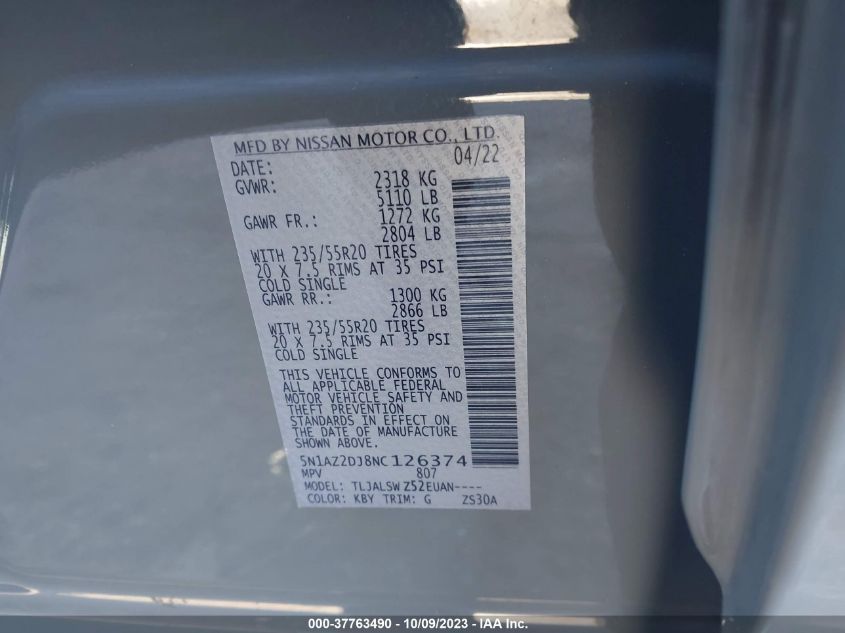 MFD BY NISSAN MOTOR CO., LTD.
DATE: 04/22
GVWR: 2318 KG
5110 LB
GAWR FR.: 1272 KG
2804 LB
WITH 235/55R20 TIRES
20 X 7.5 RIMS AT 35 PSI
COLD SINGLE
GAWR RR.: 1300 KG
2866 LB
WITH 235/55R20 TIRES
20 X 7.5 RIMS AT 35 PSI
COLD SINGLE
THIS VEHICLE CONFORMS TO
ALL APPLICABLE FEDERAL
MOTOR VEHICLE SAFETY AND
THEFT PREVENTION
STANDARDS IN EFFECT ON
THE DATE OF MANUFACTURE
SHOWN ABOVE.
5N1AZ2DJ8NC126374
MPV 807
MODEL: TLJALSW Z52EUAN----
COLOR: KBY TRIM: G ZS30A
000-37763490 - 10/09/2023 - IAA Inc.